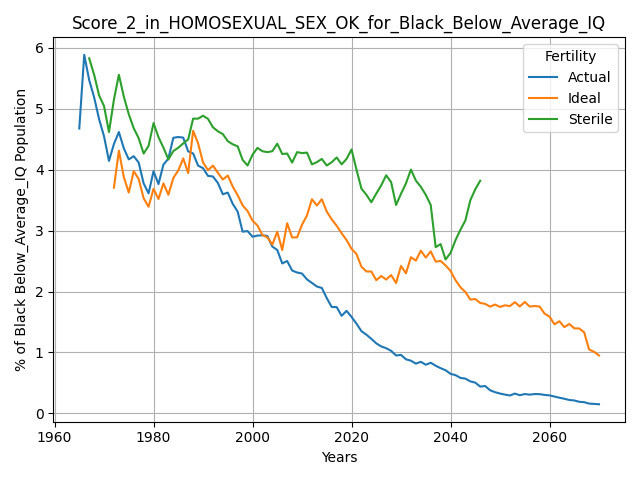 Score_2_in_HOMOSEXUAL_SEX_OK_for_Black_Below_Average_IQ
Fertility
Actual
Ideal
Sterile
% of Black Below_Average_IQ Population
6
5
4
3
2
1
0
1960
1980
2000
2020
2040
2060
Years